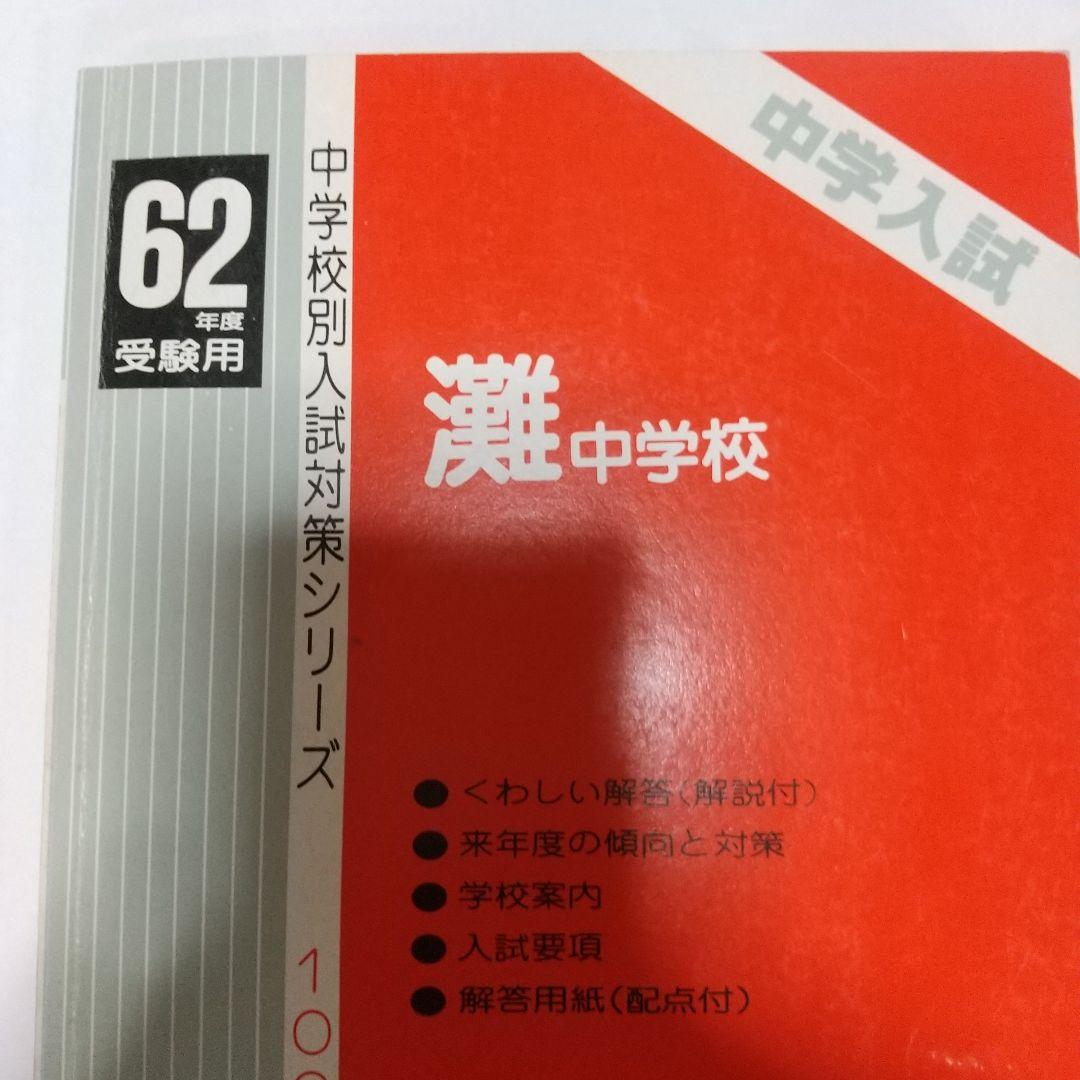 中学入試
62
年度
受験用
中学校別入試対策シリーズ
10
灘中学校
●くわしい解答(解説付)
●来年度の傾向と対策
●学校案内
●入試要項
●解答用紙(配点付)